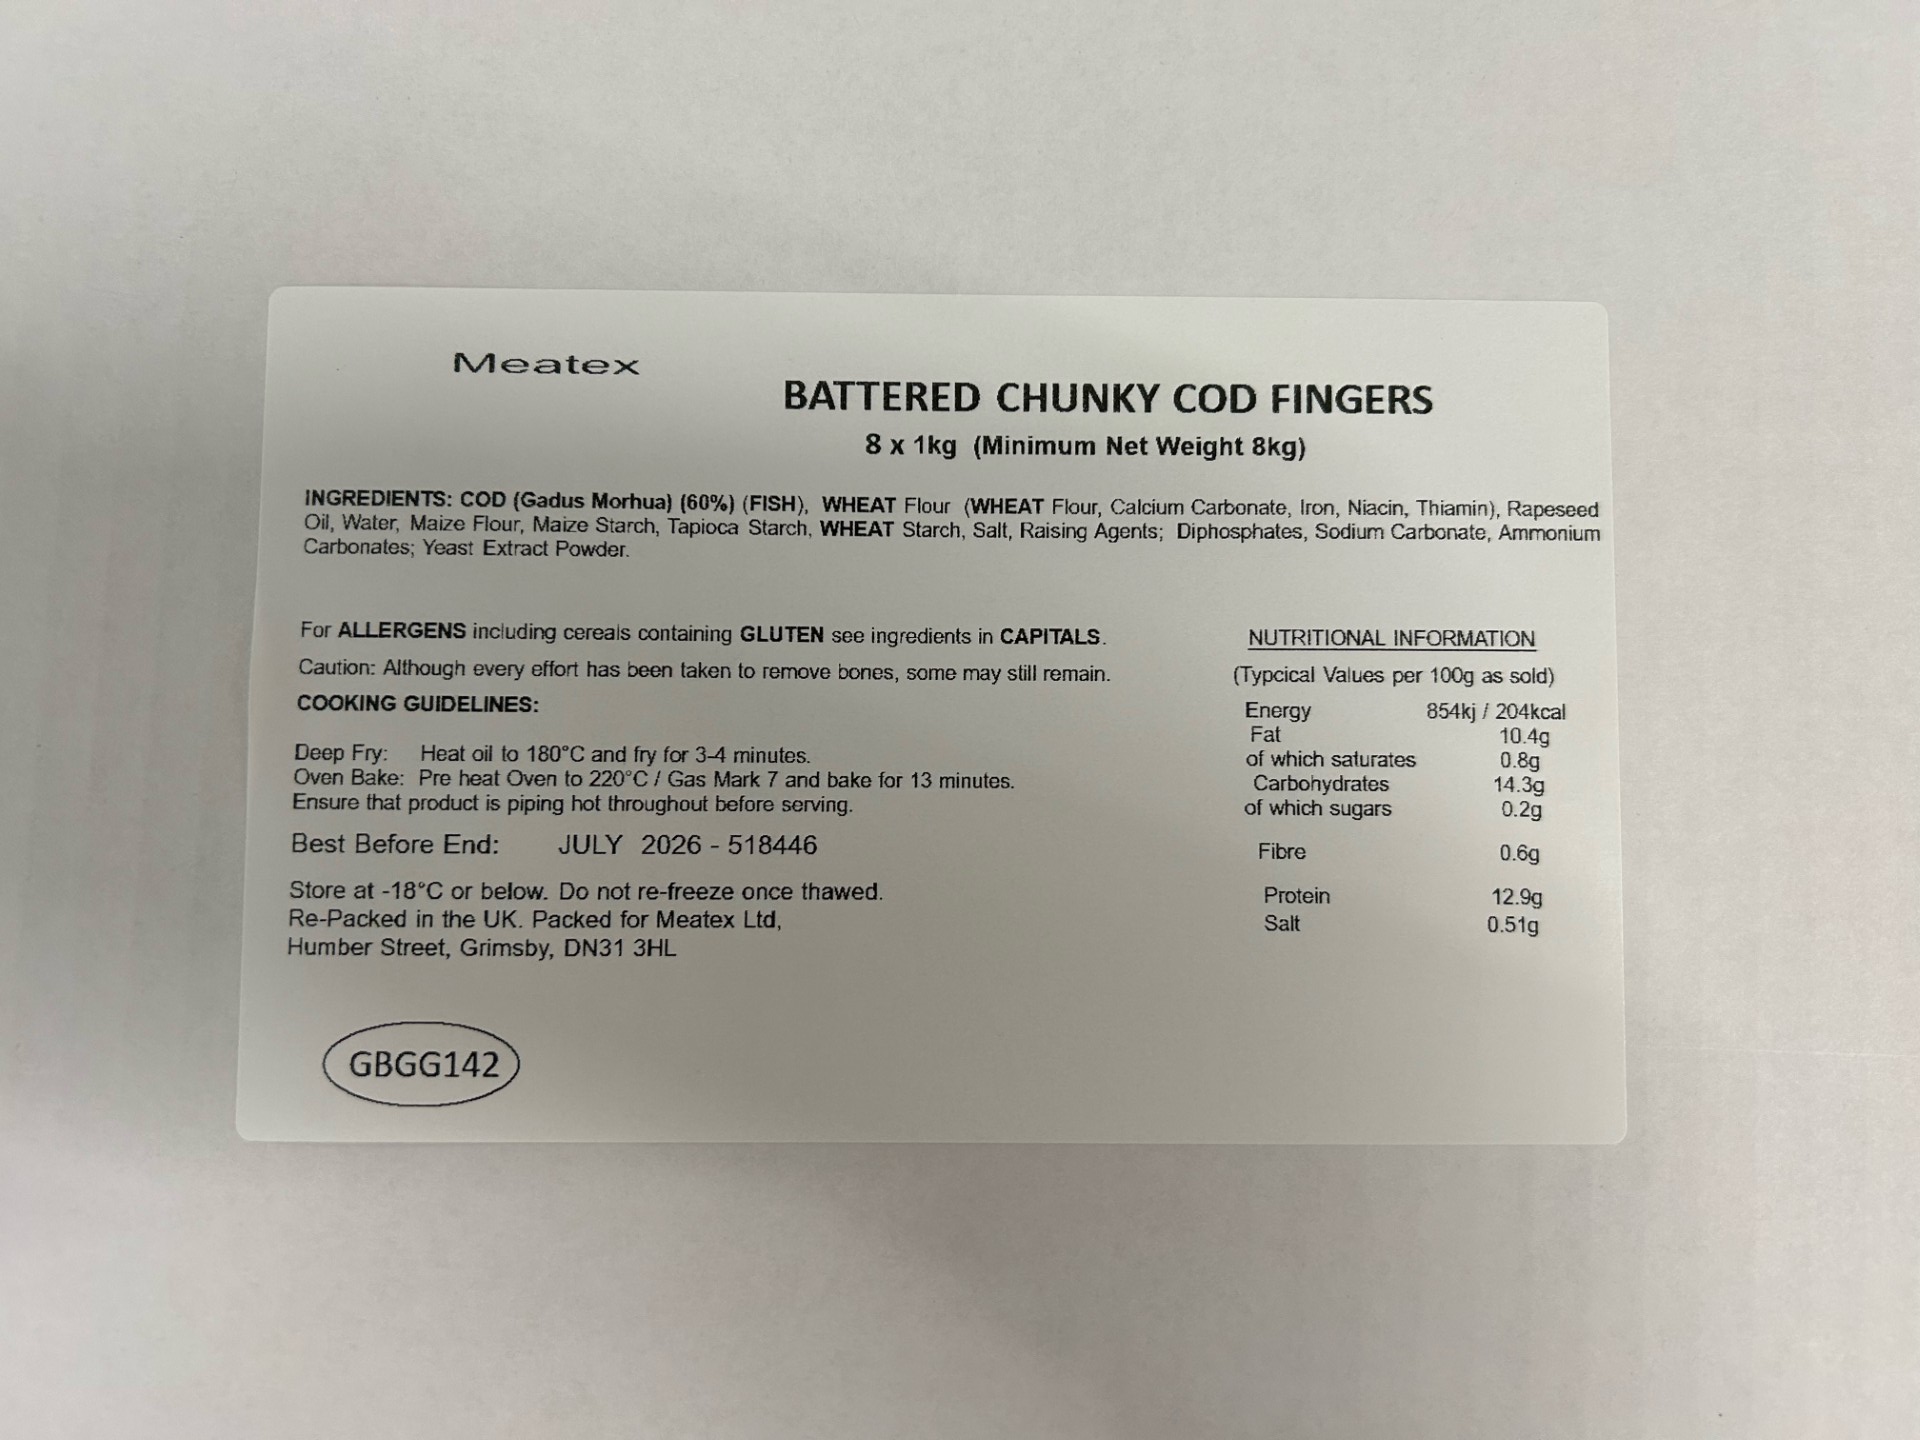 Meatex
BATTERED CHUNKY COD FINGERS
8 x 1kg (Minimum Net Weight 8kg)
INGREDIENTS: COD (Gadus Morhua) (60%) (FISH), WHEAT Flour (WHEAT Flour, Calcium Carbonate, Iron, Niacin, Thiamin), Rapeseed
Oil, Water, Maize Flour, Maize Starch, Tapioca Starch, WHEAT Starch, Salt, Raising Agents; Diphosphates, Sodium Carbonate, Ammonium
Carbonates; Yeast Extract Powder.
For ALLERGENS including cereals containing GLUTEN see ingredients in CAPITALS.
Caution: Although every effort has been taken to remove bones, some may still remain.
COOKING GUIDELINES:
Deep Fry: Heat oil to 180°C and fry for 3-4 minutes.
Oven Bake: Pre heat Oven to 220°C / Gas Mark 7 and bake for 13 minutes.
Ensure that product is piping hot throughout before serving.
Best Before End: JULY 2026 - 518446
Store at -18°C or below. Do not re-freeze once thawed.
Re-Packed in the UK. Packed for Meatex Ltd,
Humber Street, Grimsby, DN31 3HL
GBGG142
NUTRITIONAL INFORMATION
(Typcical Values per 100g as sold)
Energy 854kj / 204kcal
Fat 10.4g
of which saturates 0.8g
Carbohydrates 14.3g
of which sugars 0.2g
Fibre 0.6g
Protein 12.9g
Salt 0.51g